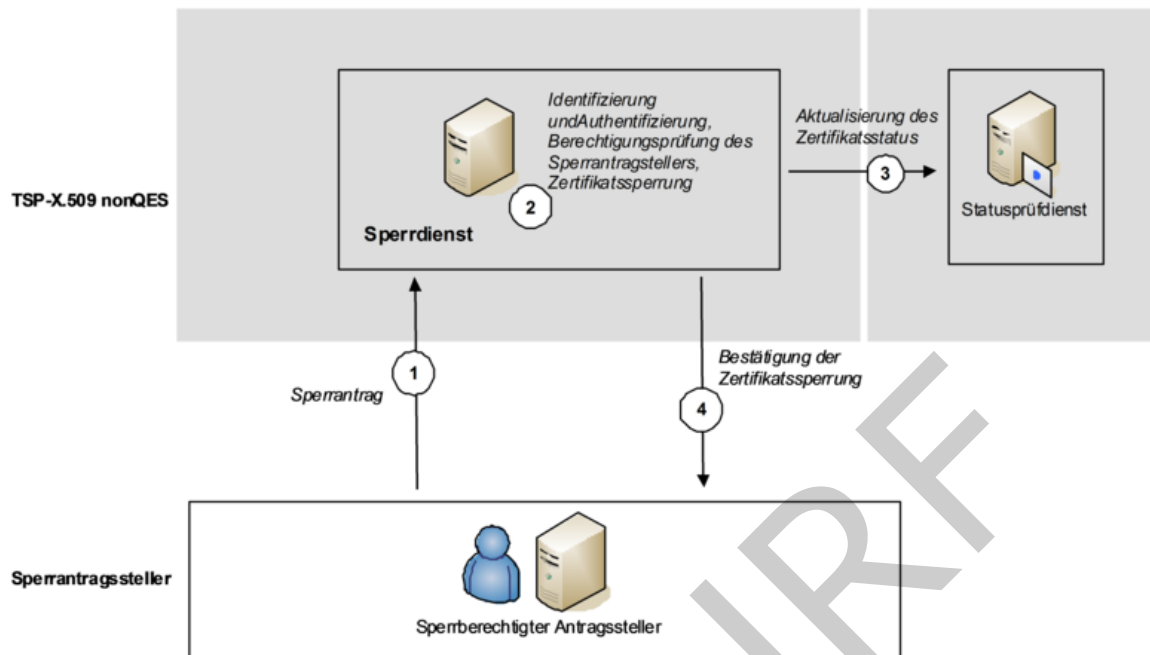 Identifizierung
undAuthentifizierung,
Berechtigungsprüfung des
Sperrantragstellers,
Zertifikatssperrung
2
Sperrdienst
Aktualisierung des
Zertifikatsstatus
3
Statusprüfdienst
TSP-X.509 nonQES
1
Sperrantrag
Bestätigung der
Zertifikatssperrung
4
Sperrantragssteller
Sperrberechtigter Antragssteller